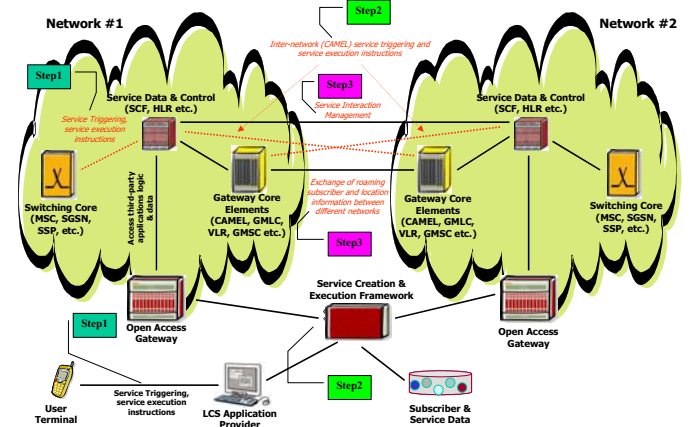 Network #1
Step2
Network #2
Inter-network (CAMEL) service triggering and
service execution instructions
Step1
Step3
Service Data & Control
(SCF, HLR etc.)
Service Interaction
Management
Service Data & Control
(SCF, HLR etc.)
Service Triggering,
service execution
instructions
Switching Core
(MSC, SGSN,
SSP, etc.)
Access third-party
applications logic
& data
Gateway Core
Elements
(CAMEL, GMLC,
VLR, GMSC etc.)
Exchange of roaming
subscriber and location
information between
different networks
Gateway Core
Elements
(CAMEL, GMLC,
VLR, GMSC etc.)
Switching Core
(MSC, SGSN,
SSP, etc.)
Step3
Service Creation &
Execution Framework
Step1
Open Access
Gateway
Open Access
Gateway
Service Triggering,
service execution
instructions
Step2
User
Terminal
LCS Application
Provider
Subscriber &
Service Data